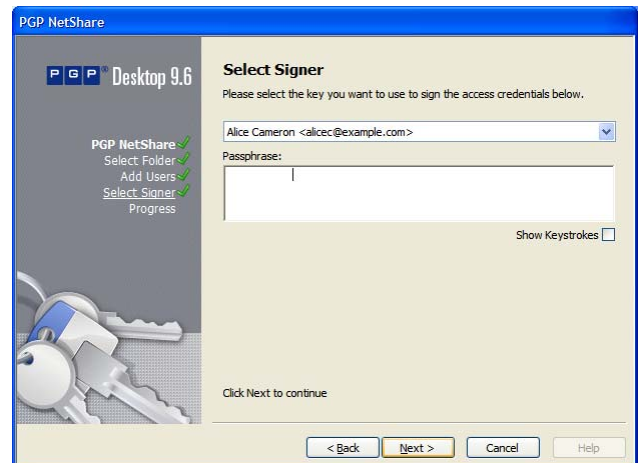 PGP NetShare
PGP® Desktop 9.6
PGP NetShare
Select Folder
Add Users
Select Signer
Progress
Select Signer
Please select the key you want to use to sign the access credentials below.
Alice Cameron <alicec@example.com>
Passphrase:
Show Keystrokes
Click Next to continue
< Back
Next >
Cancel
Help